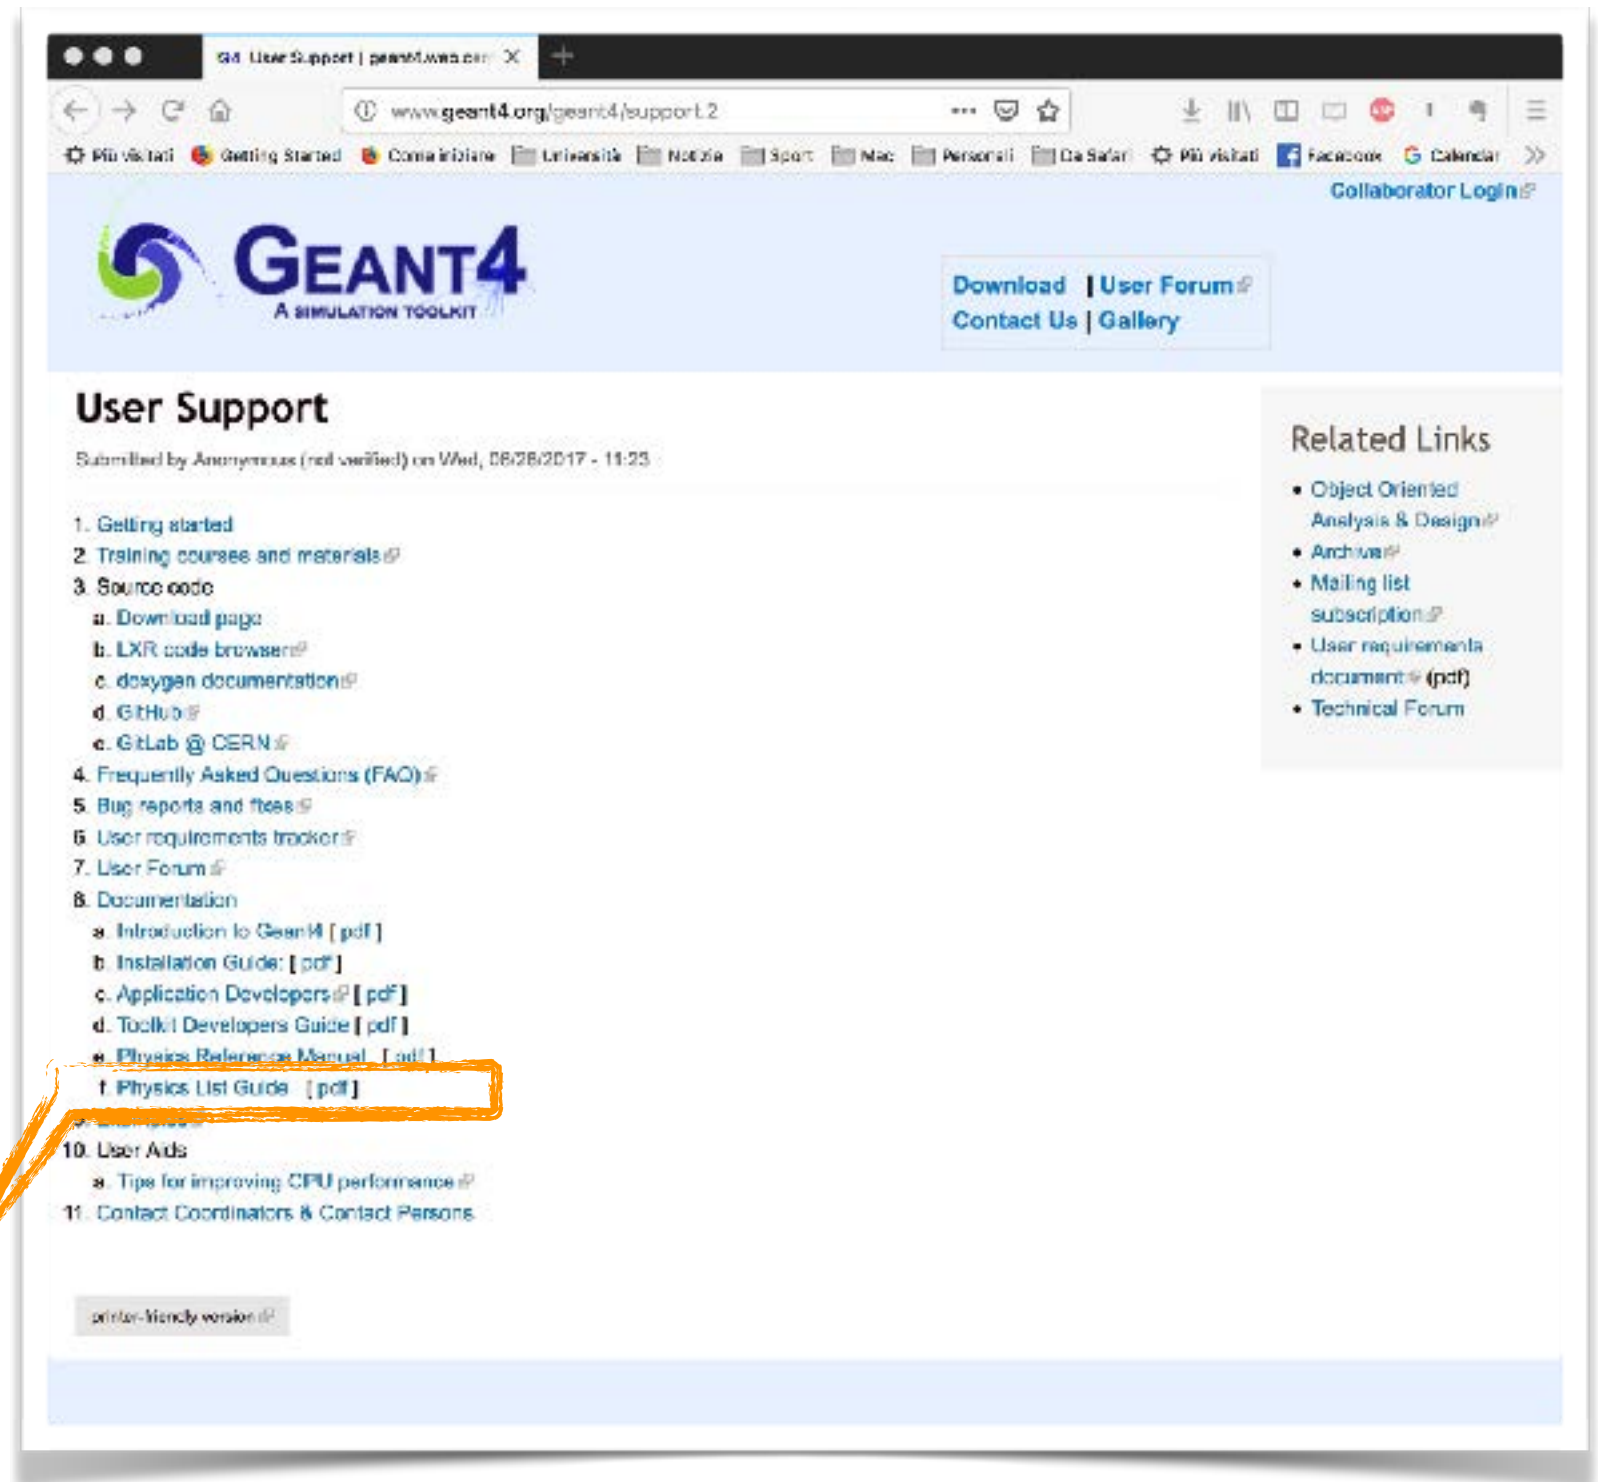 G4 User Support | geant4.web.cer
www.geant4.org/geant4/support.2
Più visitati Getting Started Come iniziare Università Notizie Sport Mac Personali Da Safari Più visitati Facebook Calendar
Collaborator Login
GEANT4
A SIMULATION TOOLKIT
Download | User Forum
Contact Us | Gallery
User Support
Submitted by Anonymous (not verified) on Wed, 06/28/2017 - 11:23
1. Getting started
2. Training courses and materials
3. Source code
a. Download page
b. LXR code browser
c. doxygen documentation
d. GitHub
e. GitLab @ CERN
4. Frequently Asked Questions (FAQ)
5. Bug reports and fixes
6. User requirements tracker
7. User Forum
8. Documentation
a. Introduction to Geant4 [ pdf ]
b. Installation Guide: [ pdf ]
c. Application Developers [ pdf ]
d. Toolkit Developers Guide [ pdf ]
e. Physics Reference Manual [ pdf ]
f. Physics List Guide [ pdf ]
9. Examples
10. User Aids
a. Tips for improving CPU performance
11. Contact Coordinators & Contact Persons
printer-friendly version
Related Links
• Object Oriented
Analysis & Design
• Archive
• Mailing list
subscription
• User requirements
document (pdf)
• Technical Forum